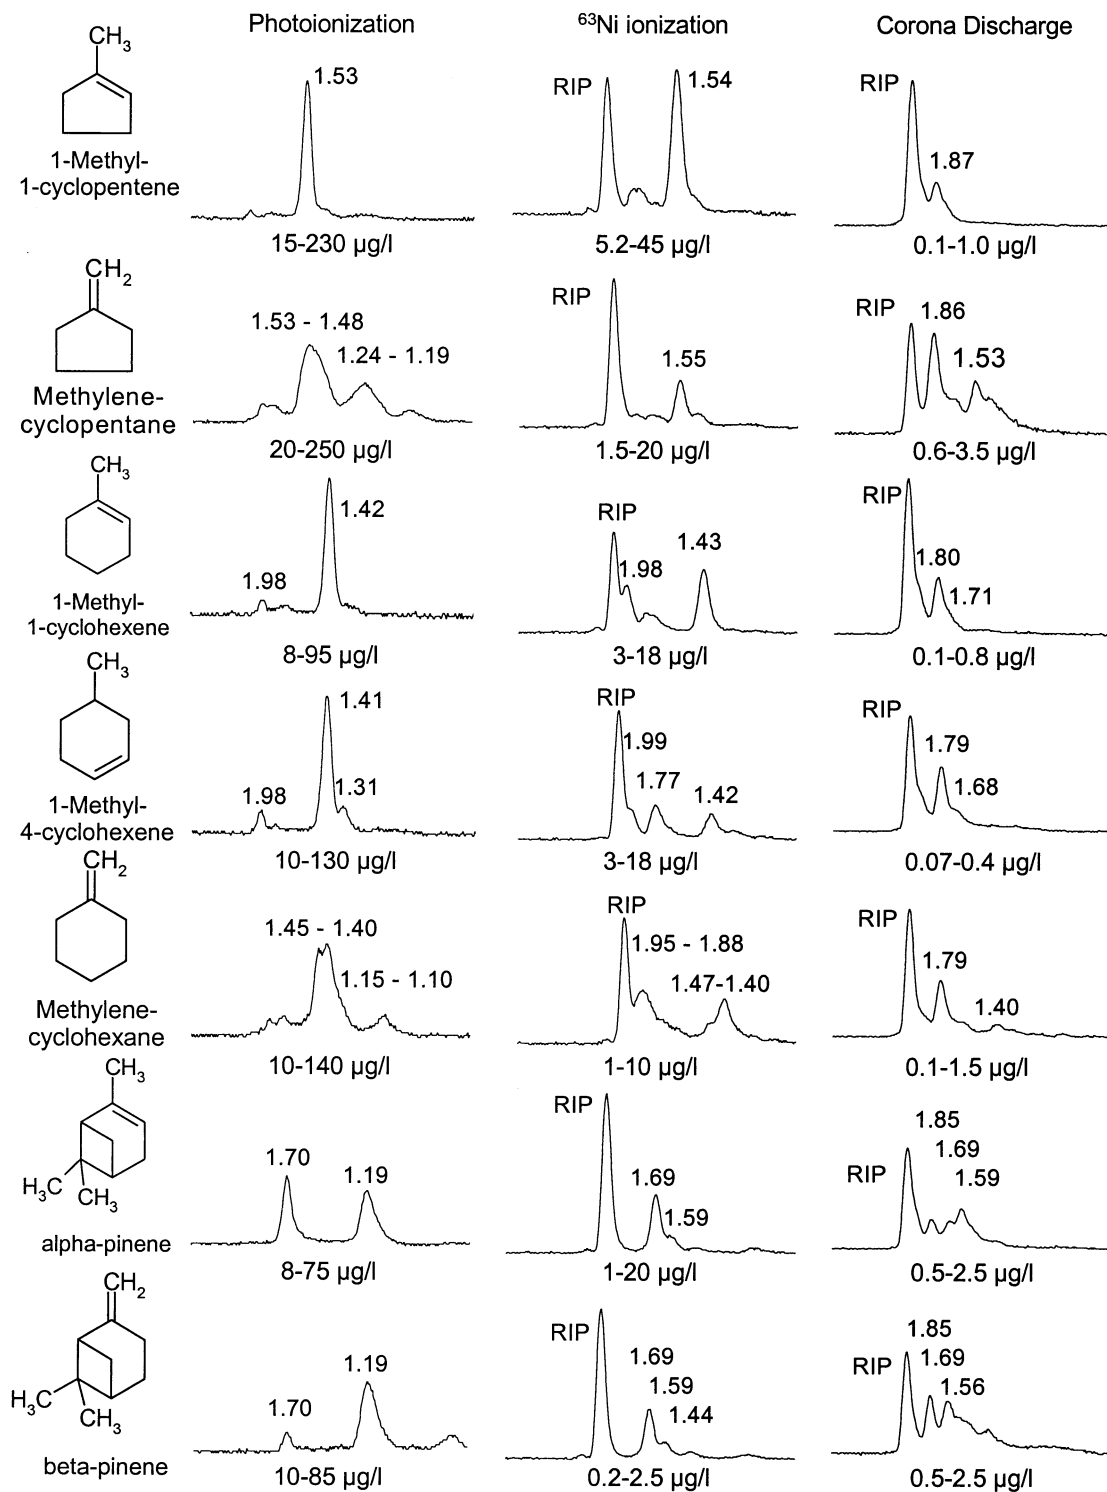 Photoionization
63Ni ionization
Corona Discharge
CH3
1-Methyl-
1-cyclopentene
1.53
15-230 µg/l
RIP
1.54
5.2-45 µg/l
RIP
1.87
0.1-1.0 µg/l
CH2
Methylene-
cyclopentane
1.53 - 1.48
1.24 - 1.19
20-250 µg/l
RIP
1.55
1.5-20 µg/l
RIP
1.86
1.53
0.6-3.5 µg/l
CH3
1-Methyl-
1-cyclohexene
1.42
1.98
8-95 µg/l
RIP
1.98
1.43
3-18 µg/l
RIP
1.80
1.71
0.1-0.8 µg/l
CH3
1-Methyl-
4-cyclohexene
1.41
1.98
1.31
10-130 µg/l
RIP
1.99
1.77
1.42
3-18 µg/l
RIP
1.79
1.68
0.07-0.4 µg/l
CH2
Methylene-
cyclohexane
1.45 - 1.40
1.15 - 1.10
10-140 µg/l
RIP
1.95 - 1.88
1.47-1.40
1-10 µg/l
RIP
1.79
1.40
0.1-1.5 µg/l
CH3
H3C
CH3
alpha-pinene
1.70
1.19
8-75 µg/l
RIP
1.69
1.59
1-20 µg/l
1.85
1.69
RIP
1.59
0.5-2.5 µg/l
CH2
H3C
CH3
beta-pinene
1.19
1.70
10-85 µg/l
RIP
1.69
1.59
1.44
0.2-2.5 µg/l
1.85
RIP
1.69
1.56
0.5-2.5 µg/l